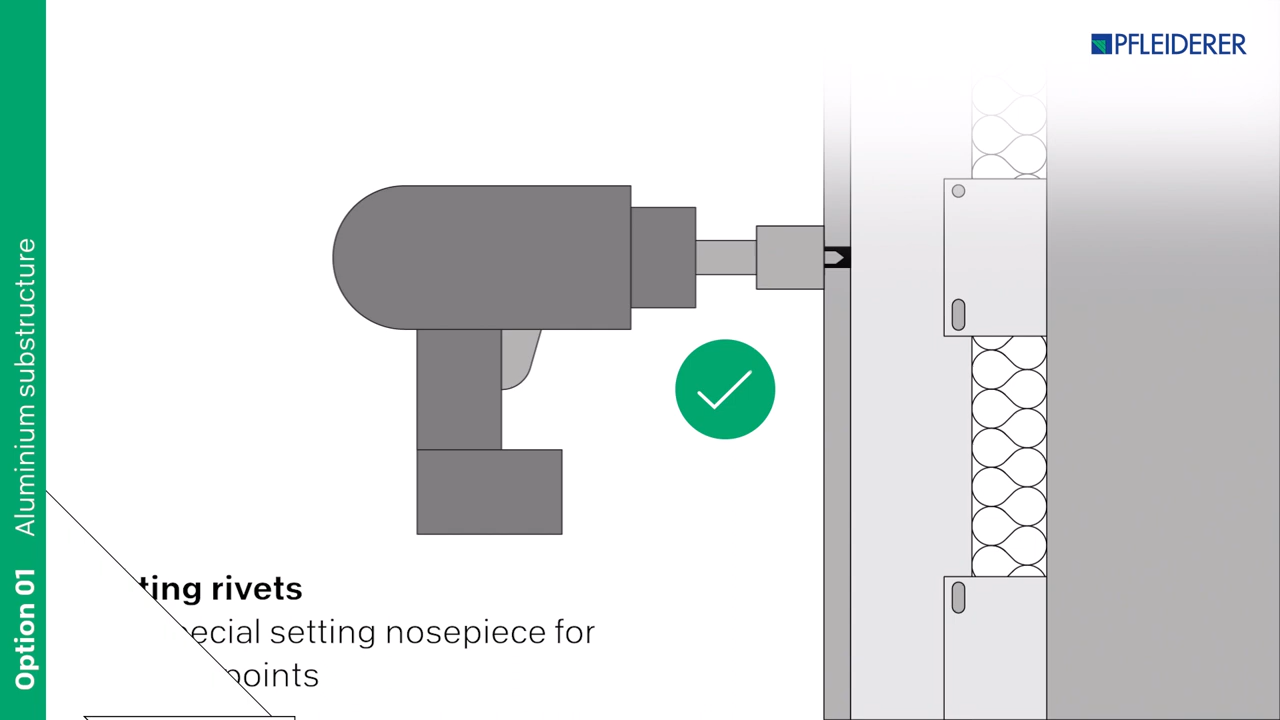 PFLEIDERER
Option 01 Aluminium substructure
ting rivets
ecial setting nosepiece for
points